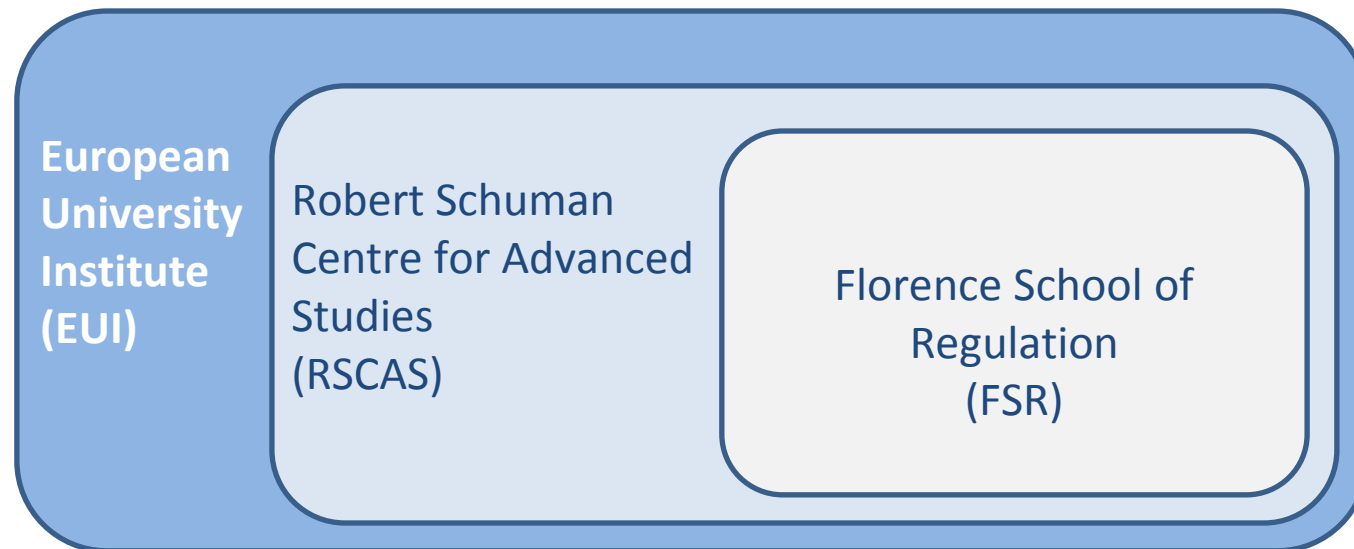 European
University
Institute
(EUI)
Robert Schuman
Centre for Advanced
Studies
(RSCAS)
Florence School of
Regulation
(FSR)